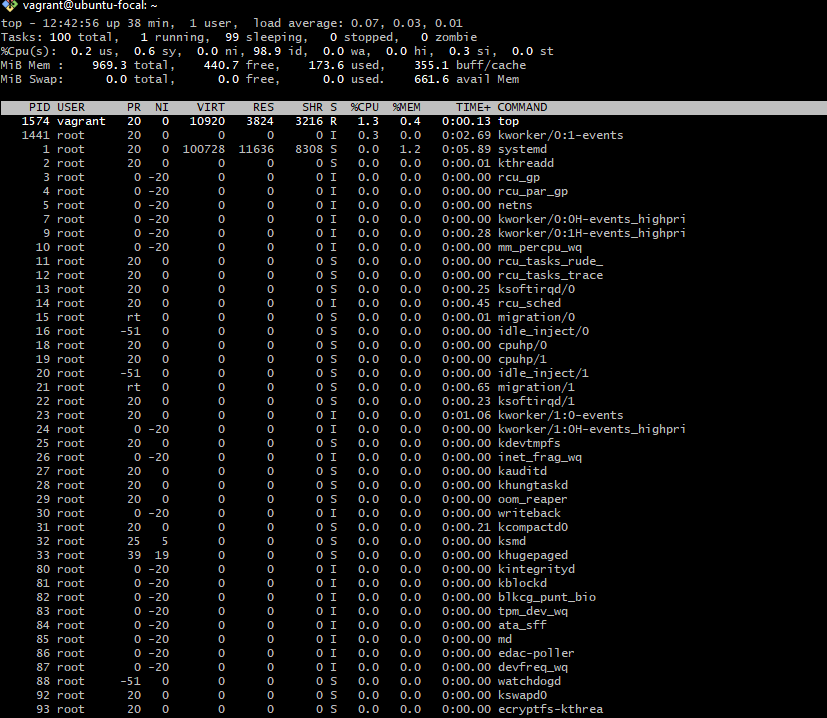 vagrant@ubuntu-focal: ~
top - 12:42:56 up 38 min,  1 user,  load average: 0.07, 0.03, 0.01
Tasks: 100 total,   1 running,  99 sleeping,   0 stopped,   0 zombie
%Cpu(s):  0.2 us,  0.6 sy,  0.0 ni, 98.9 id,  0.0 wa,  0.0 hi,  0.3 si,  0.0 st
MiB Mem :    969.3 total,    440.7 free,    173.6 used,    355.1 buff/cache
MiB Swap:      0.0 total,      0.0 free,      0.0 used.    661.6 avail Mem
PID USER PR NI VIRT RES SHR S %CPU %MEM TIME+ COMMAND
1574 vagrant 20 0 10920 3824 3216 R 1.3 0.4 0:00.13 top
1441 root 20 0 0 0 0 I 0.3 0.0 0:02.69 kworker/0:1-events
1 root 20 0 100728 11636 8308 S 0.0 1.2 0:05.89 systemd
2 root 20 0 0 0 0 S 0.0 0.0 0:00.01 kthreadd
3 root 0 -20 0 0 0 I 0.0 0.0 0:00.00 rcu_gp
4 root 0 -20 0 0 0 I 0.0 0.0 0:00.00 rcu_par_gp
5 root 0 -20 0 0 0 I 0.0 0.0 0:00.00 netns
7 root 0 -20 0 0 0 I 0.0 0.0 0:00.00 kworker/0:0H-events_highpri
9 root 0 -20 0 0 0 I 0.0 0.0 0:00.28 kworker/0:1H-events_highpri
10 root 0 -20 0 0 0 I 0.0 0.0 0:00.00 mm_percpu_wq
11 root 20 0 0 0 0 S 0.0 0.0 0:00.00 rcu_tasks_rude_
12 root 20 0 0 0 0 S 0.0 0.0 0:00.00 rcu_tasks_trace
13 root 20 0 0 0 0 S 0.0 0.0 0:00.25 ksoftirqd/0
14 root 20 0 0 0 0 I 0.0 0.0 0:00.45 rcu_sched
15 root rt 0 0 0 0 S 0.0 0.0 0:00.01 migration/0
16 root -51 0 0 0 0 S 0.0 0.0 0:00.00 idle_inject/0
18 root 20 0 0 0 0 S 0.0 0.0 0:00.00 cpuhp/0
19 root 20 0 0 0 0 S 0.0 0.0 0:00.00 cpuhp/1
20 root -51 0 0 0 0 S 0.0 0.0 0:00.00 idle_inject/1
21 root rt 0 0 0 0 S 0.0 0.0 0:00.65 migration/1
22 root 20 0 0 0 0 S 0.0 0.0 0:00.23 ksoftirqd/1
23 root 20 0 0 0 0 I 0.0 0.0 0:01.06 kworker/1:0-events
24 root 0 -20 0 0 0 I 0.0 0.0 0:00.00 kworker/1:0H-events_highpri
25 root 20 0 0 0 0 S 0.0 0.0 0:00.00 kdevtmpfs
26 root 0 -20 0 0 0 I 0.0 0.0 0:00.00 inet_frag_wq
27 root 20 0 0 0 0 S 0.0 0.0 0:00.00 kauditd
28 root 20 0 0 0 0 S 0.0 0.0 0:00.00 khungtaskd
29 root 20 0 0 0 0 S 0.0 0.0 0:00.00 oom_reaper
30 root 0 -20 0 0 0 I 0.0 0.0 0:00.00 writeback
31 root 20 0 0 0 0 S 0.0 0.0 0:00.21 kcompactd0
32 root 25 5 0 0 0 S 0.0 0.0 0:00.00 ksmd
33 root 39 19 0 0 0 S 0.0 0.0 0:00.00 khugepaged
80 root 0 -20 0 0 0 I 0.0 0.0 0:00.00 kintegrityd
81 root 0 -20 0 0 0 I 0.0 0.0 0:00.00 kblockd
82 root 0 -20 0 0 0 I 0.0 0.0 0:00.00 blkcg_punt_bio
83 root 0 -20 0 0 0 I 0.0 0.0 0:00.00 tpm_dev_wq
84 root 0 -20 0 0 0 I 0.0 0.0 0:00.00 ata_sff
85 root 0 -20 0 0 0 I 0.0 0.0 0:00.00 md
86 root 0 -20 0 0 0 I 0.0 0.0 0:00.00 edac-poller
87 root 0 -20 0 0 0 I 0.0 0.0 0:00.00 devfreq_wq
88 root -51 0 0 0 0 S 0.0 0.0 0:00.00 watchdogd
92 root 20 0 0 0 0 S 0.0 0.0 0:00.00 kswapd0
93 root 20 0 0 0 0 S 0.0 0.0 0:00.00 ecryptfs-kthrea